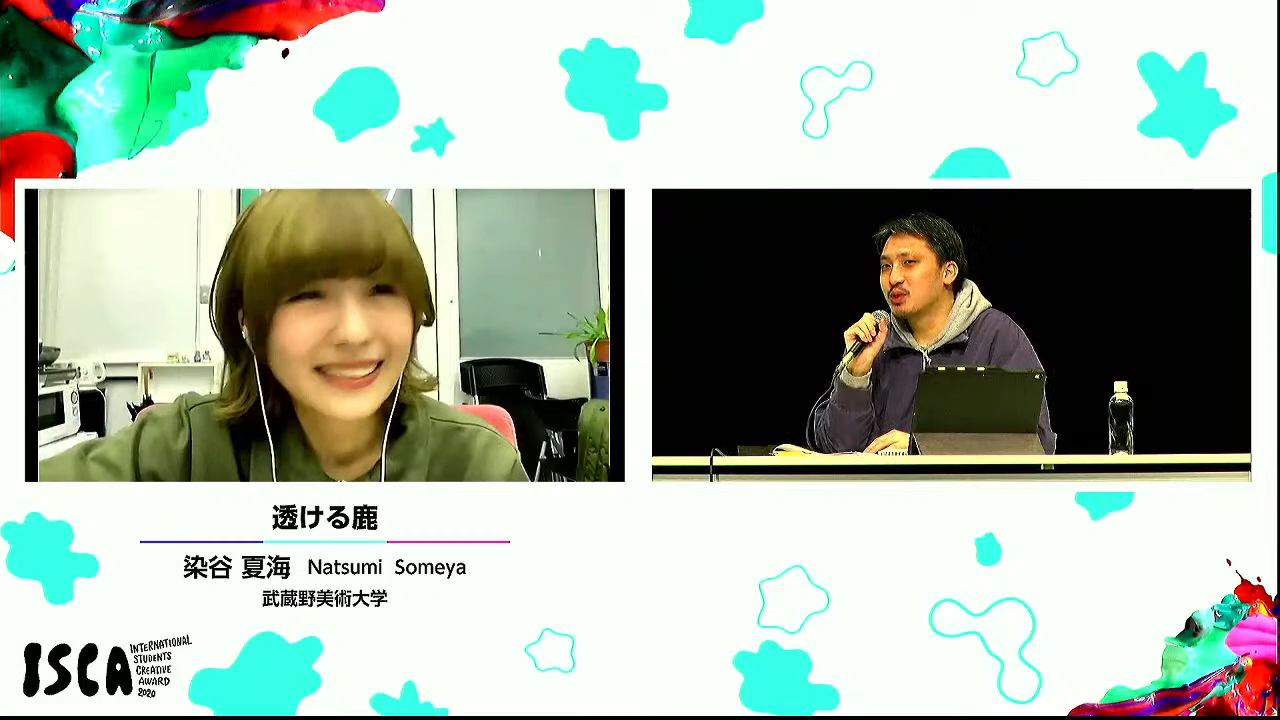 透ける鹿
染谷 夏海 Natsumi Someya
武蔵野美術大学
ISCA
INTERNATIONAL
STUDENTS
CREATIVE
AWARD
2020